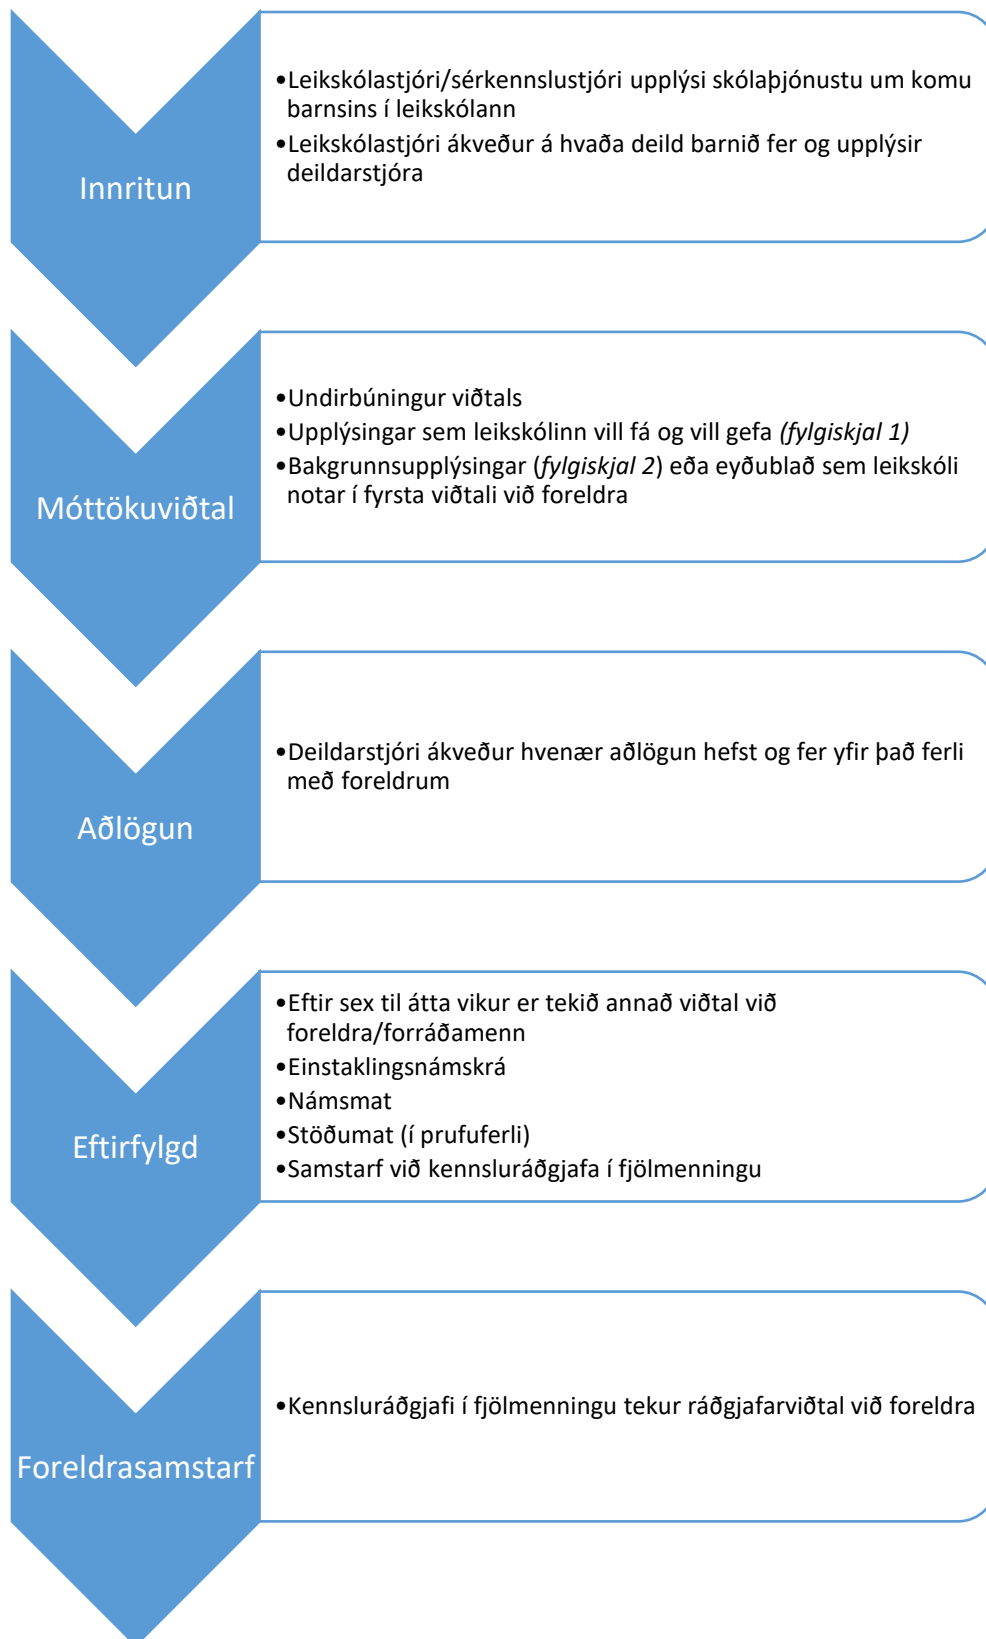 Innritun
•Leikskólastjóri/sérkennslustjóri upplýsi skólaþjónustu um komu
barnsins í leikskólann
•Leikskólastjóri ákveður á hvaða deild barnið fer og upplýsir
deildarstjóra
Móttökuviðtal
•Undirbúningur viðtals
•Upplýsingar sem leikskólinn vill fá og vill gefa (fylgiskjal 1)
•Bakgrunnsupplýsingar (fylgiskjal 2) eða eyðublað sem leikskóli
notar í fyrsta viðtali við foreldra
Aðlögun
•Deildarstjóri ákveður hvenær aðlögun hefst og fer yfir það ferli
með foreldrum
Eftirfylgd
•Eftir sex til átta vikur er tekið annað viðtal við
foreldra/forráðamenn
•Einstaklingsnámskrá
•Námsmat
•Stöðumat (í prufuferli)
•Samstarf við kennsluráðgjafa í fjölmenningu
Foreldrasamstarf
•Kennsluráðgjafi í fjölmenningu tekur ráðgjafarviðtal við foreldra